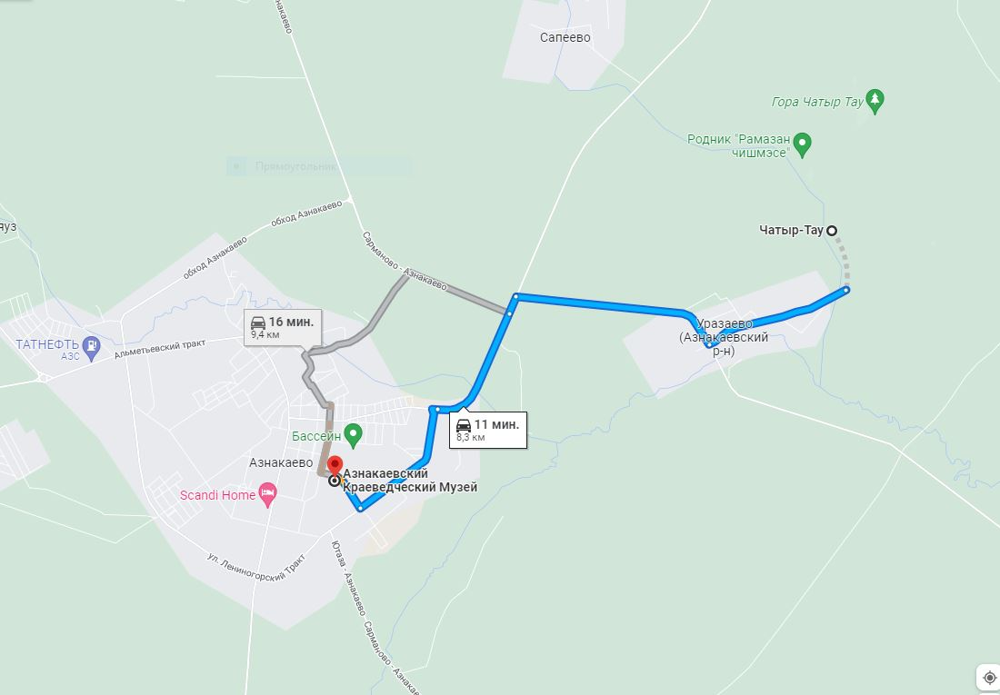 Азнакаево
Сапеево
Гора Чатыр Тау
Родник "Рамазан
чишмэсе"
Прямоугольник
обход Азнакаево
Чатыр-Тау
обход Азнакаево
Сарманово - Азнакаево
16 мин.
9,4 км
Уразаево
(Азнакаевский
р-н)
ТАТНЕФТЬ
АЗС
Альметьевский тракт
11 мин.
8,3 км
Бассейн
Азнакаево
Азнакаевский
Краеведческий Музей
Scandi Home
ул. Лениногорский Тракт
Ютаза - Азнакаево - Сарманово - Азнакае